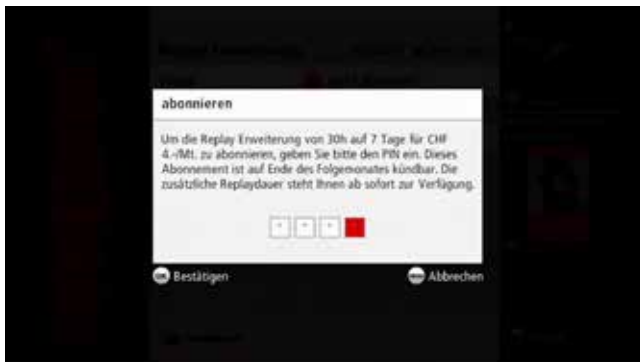 abonnieren
Um die Replay Erweiterung von 30h auf 7 Tage für CHF
4.-/Mt. zu abonnieren, geben Sie bitte den PIN ein. Dieses
Abonnement ist auf Ende des Folgemonates kündbar. Die
zusätzliche Replaydauer steht Ihnen ab sofort zur Verfügung.
* * *
OK Bestätigen
Abbrechen